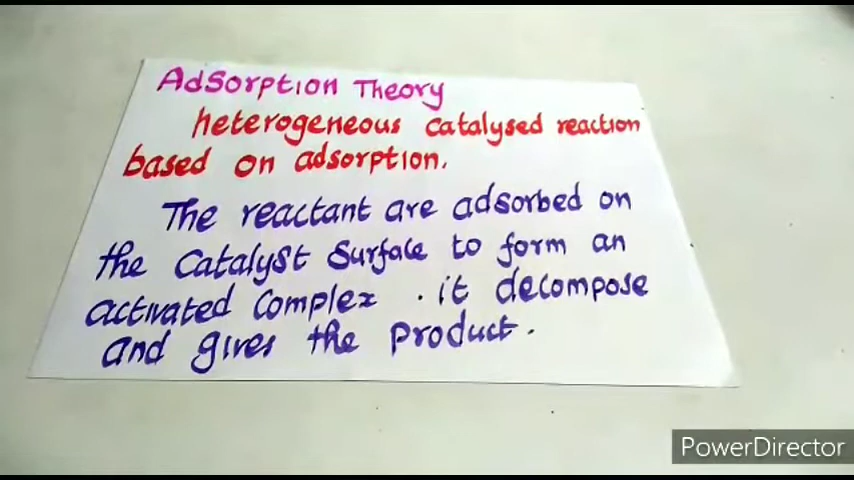 Adsorption Theory
heterogeneous catalysed reaction
based on adsorption.
The reactant are adsorbed on
the catalyst surface to form an
activated complex . it decompose
and gives the product.
PowerDirector